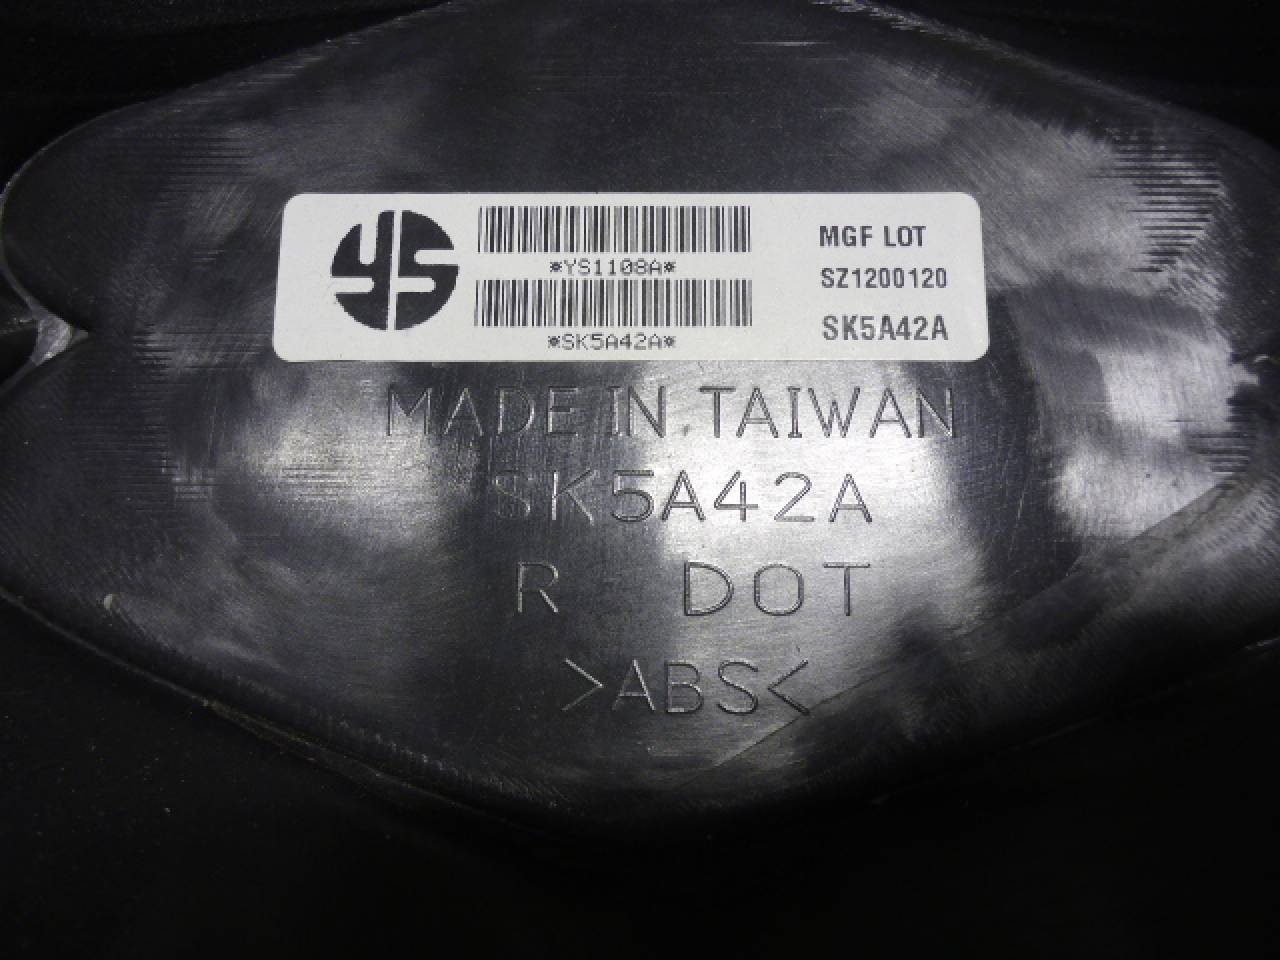 YS
*YS1108A*
*SK5A42A*
MGF LOT
SZ1200120
SK5A42A
MADE IN TAIWAN
SK5A42A
R DOT
>ABS<